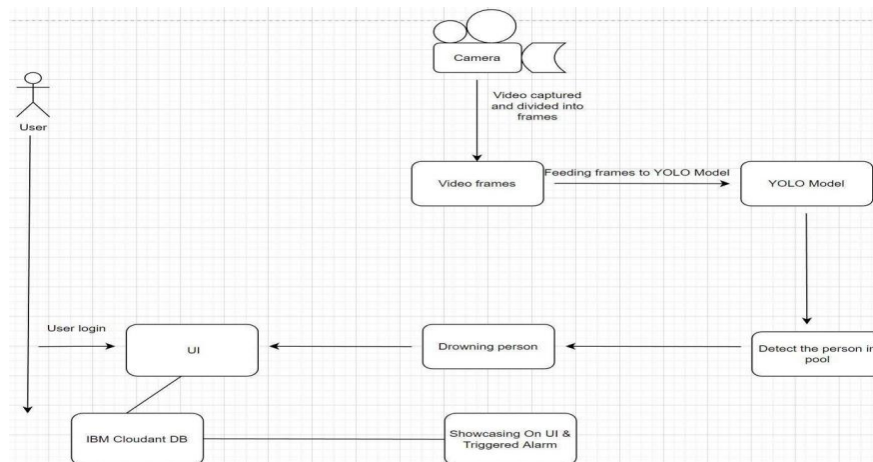 Camera
Video captured
and divided into
frames
User
Video frames
Feeding frames to YOLO Model
YOLO Model
User login
UI
Drowning person
Detect the person in
pool
IBM Cloudant DB
Showcasing On UI &
Triggered Alarm